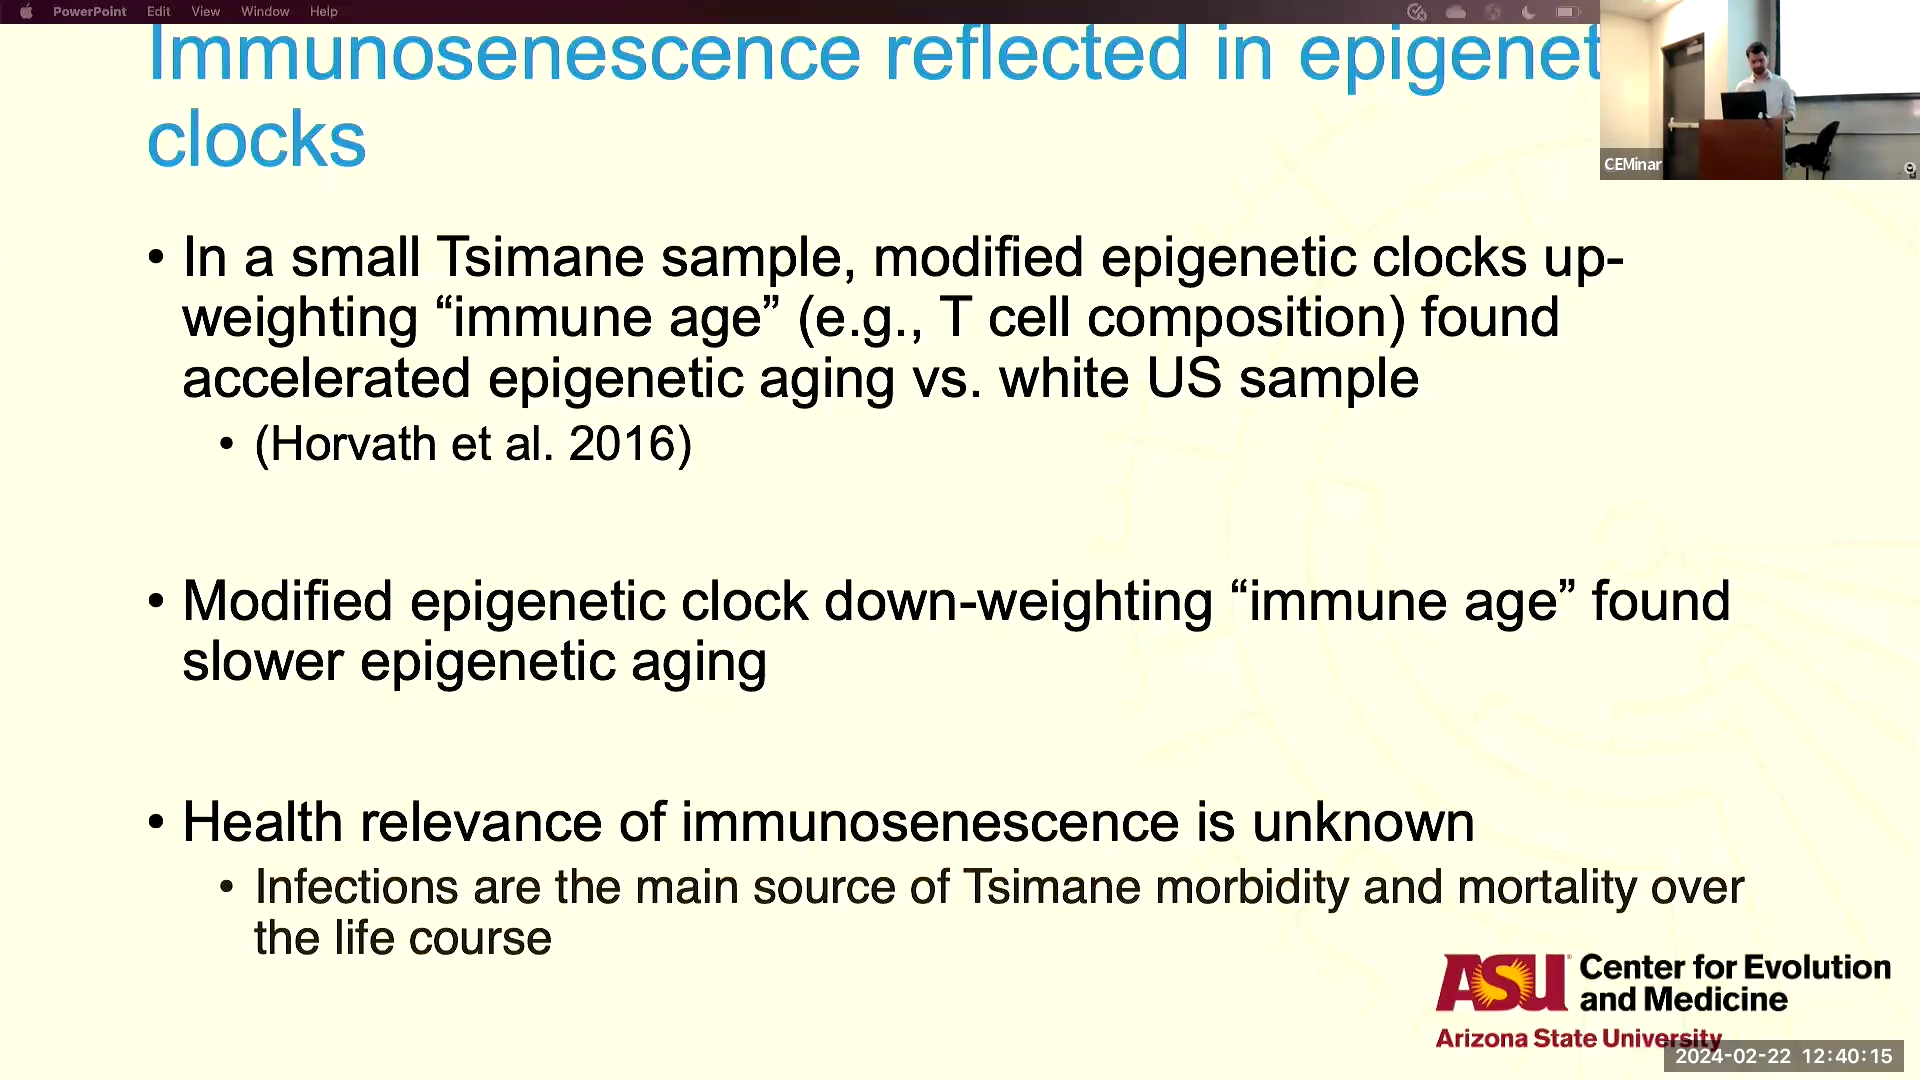 PowerPoint Edit View Window Help
Immunosenescence reflected in epigenet
clocks
CEMinar
• In a small Tsimane sample, modified epigenetic clocks up-
weighting “immune age” (e.g., T cell composition) found
accelerated epigenetic aging vs. white US sample
• (Horvath et al. 2016)
• Modified epigenetic clock down-weighting “immune age” found
slower epigenetic aging
• Health relevance of immunosenescence is unknown
• Infections are the main source of Tsimane morbidity and mortality over
the life course
ASU Center for Evolution
and Medicine
Arizona State University
2024-02-22 12:40:15